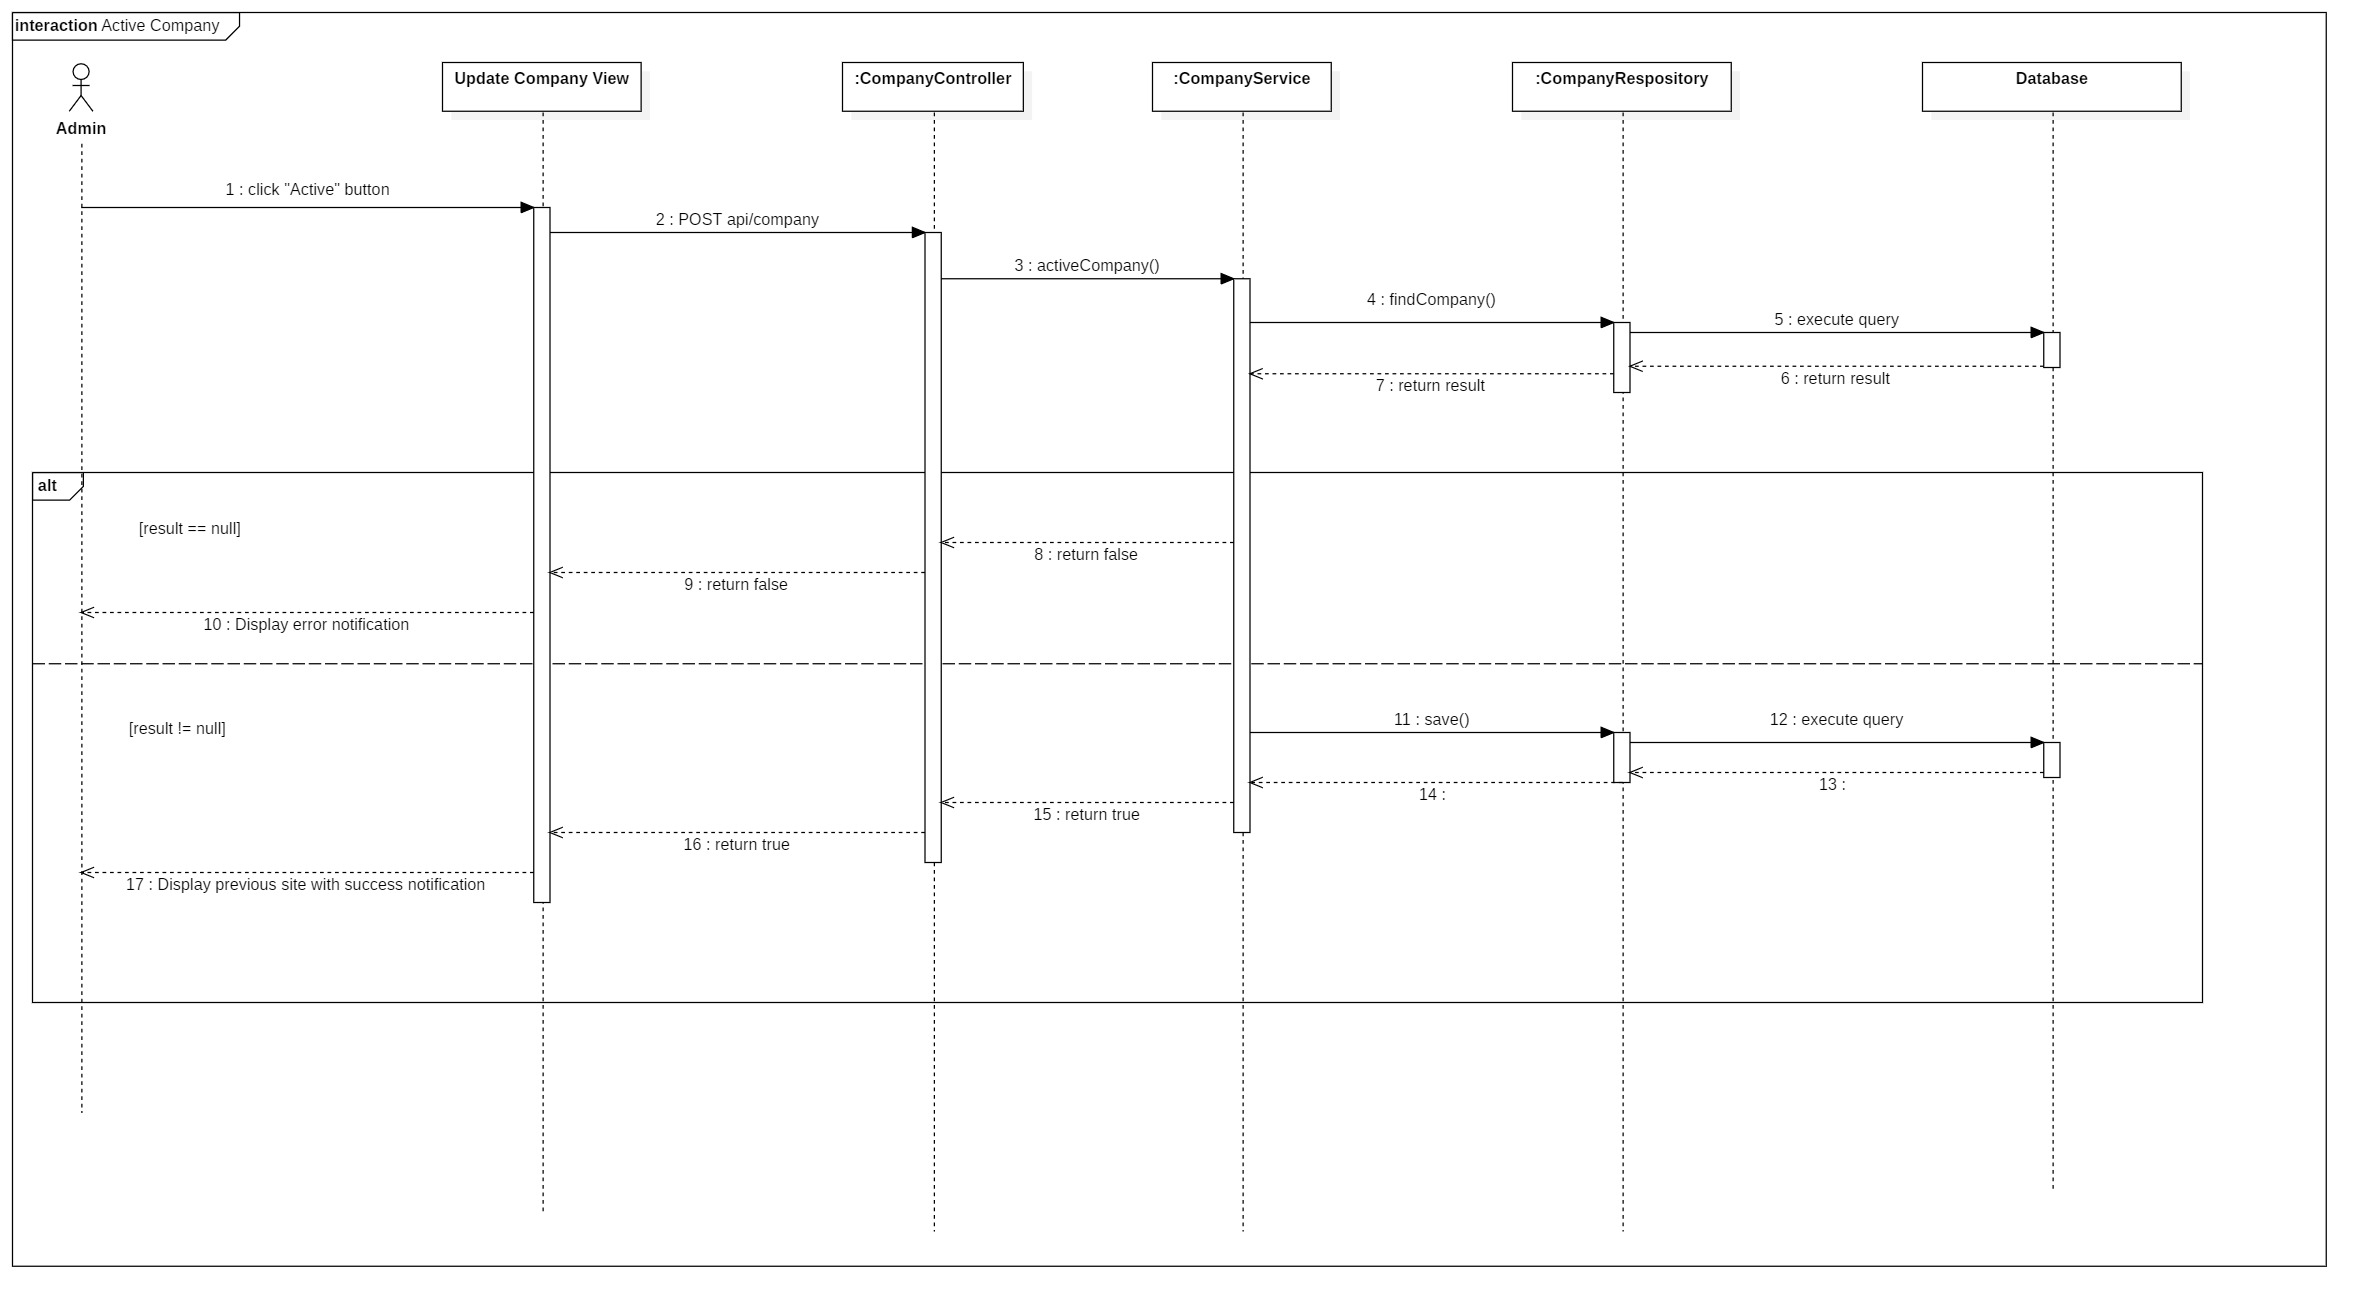 interaction Active Company
Admin
Update Company View
:CompanyController
:CompanyService
:CompanyRespository
Database
1 : click "Active" button
2 : POST api/company
3 : activeCompany()
4 : findCompany()
5 : execute query
6 : return result
7 : return result
alt
[result == null]
8 : return false
9 : return false
10 : Display error notification
[result != null]
11 : save()
12 : execute query
13 :
14 :
15 : return true
16 : return true
17 : Display previous site with success notification